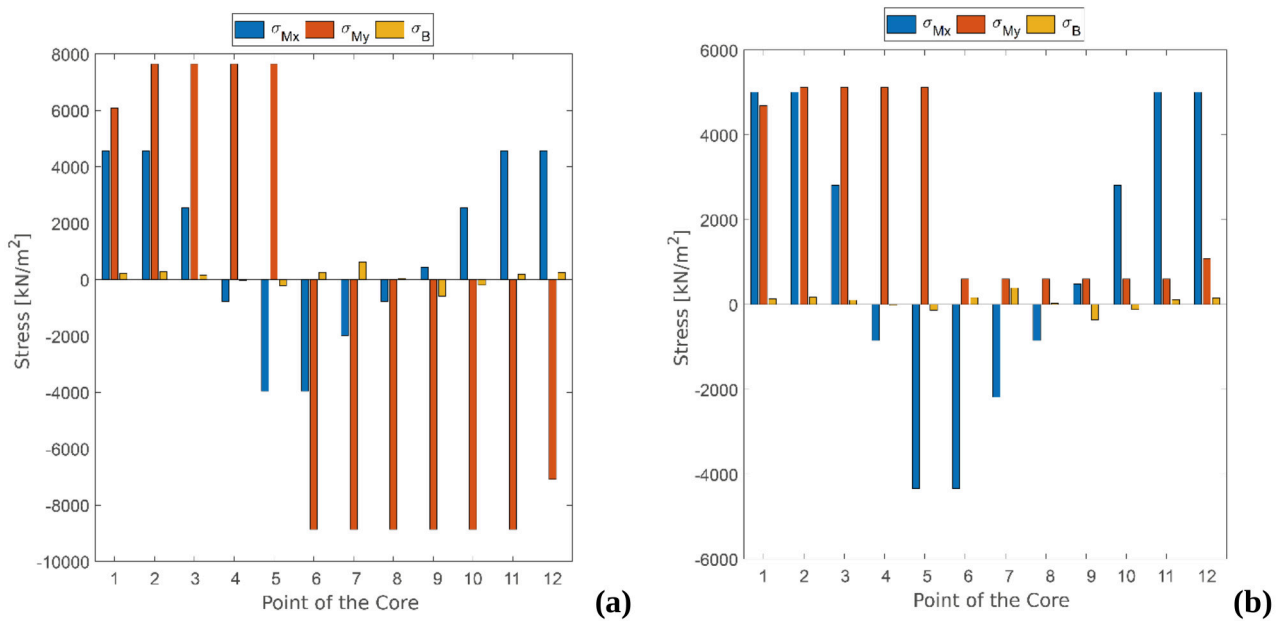 σMx σMy σB
8000
6000
4000
2000
0
-2000
-4000
-6000
-8000
-10000
Stress [kN/m²]
1 2 3 4 5 6 7 8 9 10 11 12
Point of the Core
(a)
σMx σMy σB
6000
4000
2000
0
-2000
-4000
-6000
Stress [kN/m²]
1 2 3 4 5 6 7 8 9 10 11 12
Point of the Core
(b)